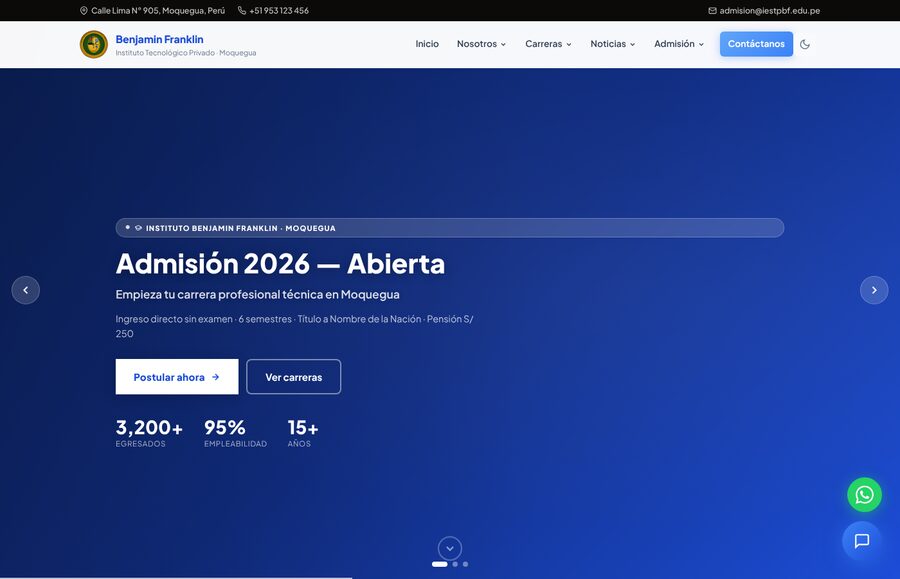 Calle Lima N° 905, Moquegua, Perú
+51 953 123 456
admision@iestpbf.edu.pe
Benjamin Franklin
Instituto Tecnológico Privado · Moquegua
Inicio
Nosotros
Carreras
Noticias
Admisión
Contáctanos
INSTITUTO BENJAMIN FRANKLIN · MOQUEGUA
Admisión 2026 — Abierta
Empieza tu carrera profesional técnica en Moquegua
Ingreso directo sin examen · 6 semestres · Título a Nombre de la Nación · Pensión S/
250
Postular ahora
Ver carreras
3,200+
EGRESADOS
95%
EMPLEABILIDAD
15+
AÑOS